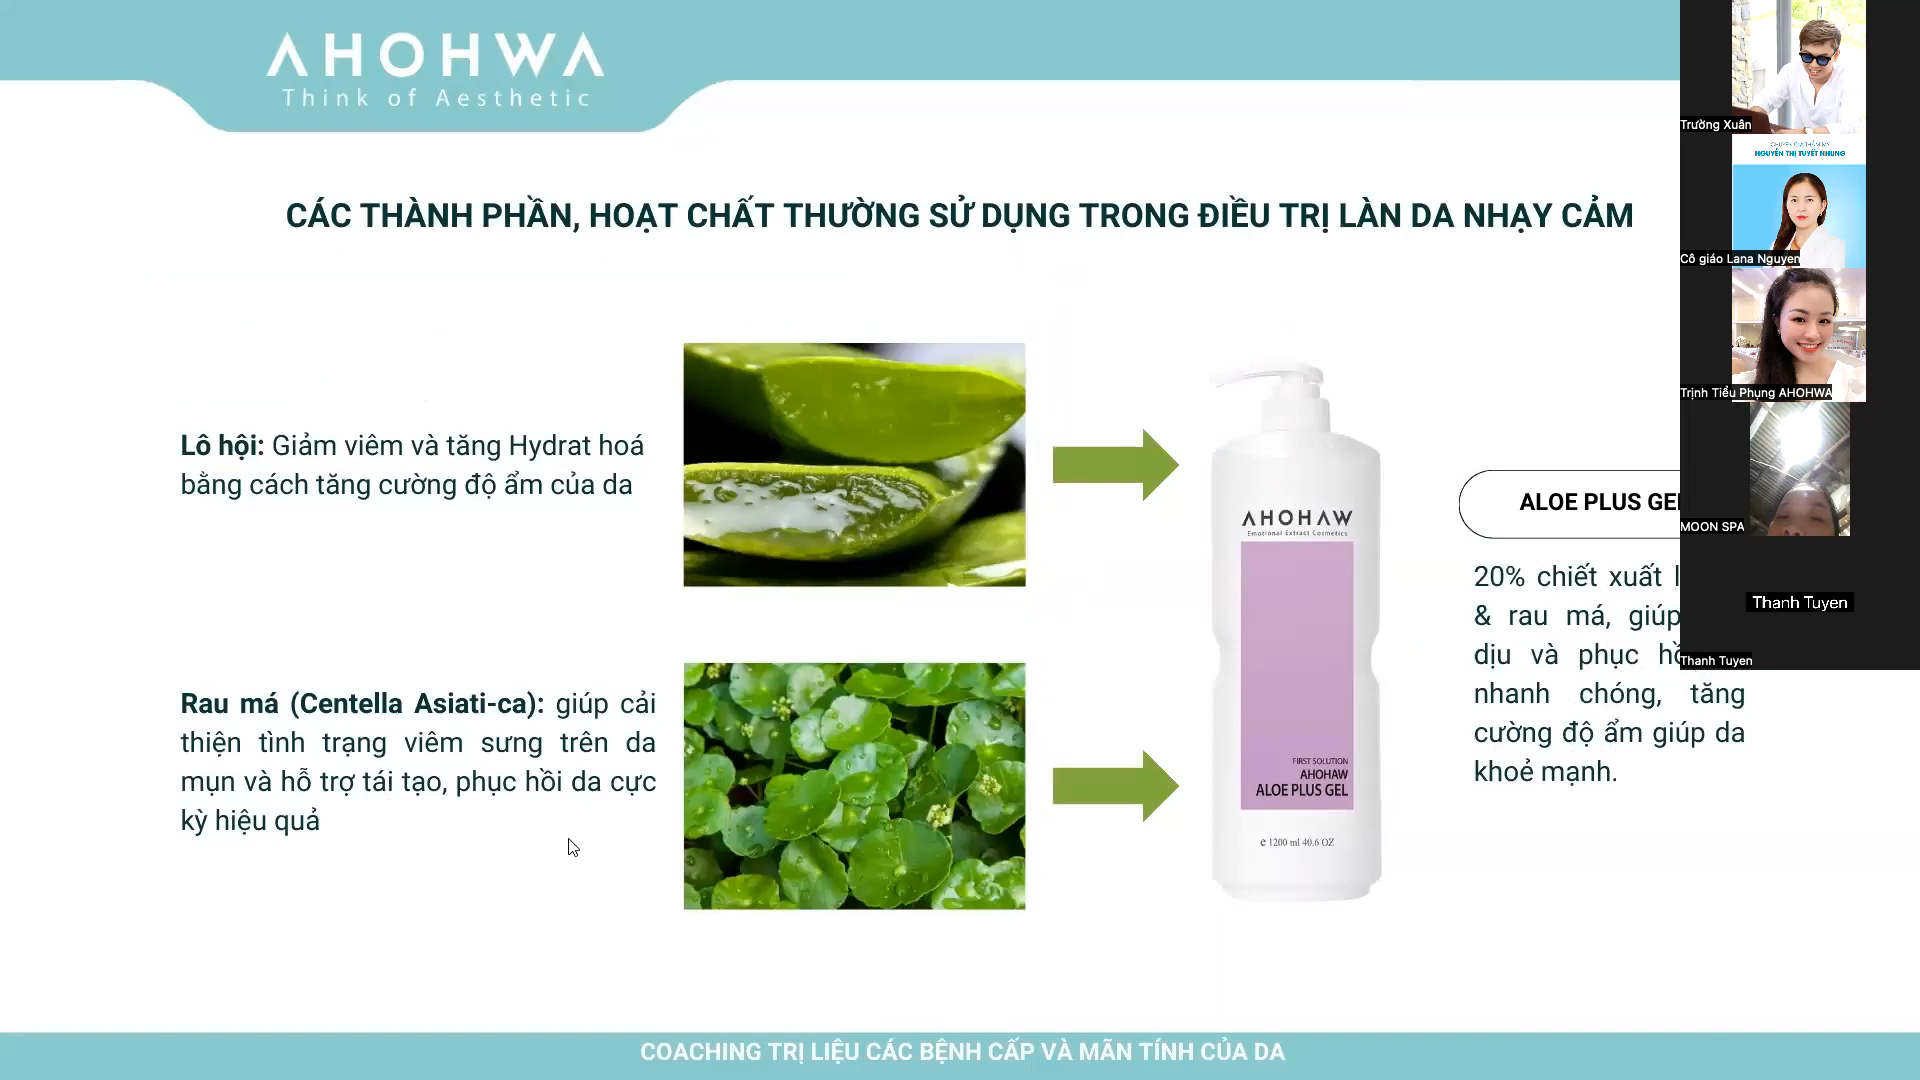 AHOHWA
Think of Aesthetic
CÁC THÀNH PHẦN, HOẠT CHẤT THƯỜNG SỬ DỤNG TRONG ĐIỀU TRỊ LÀN DA NHẠY CẢM
Lô hội: Giảm viêm và tăng Hydrat hoá
bằng cách tăng cường độ ẩm của da
Rau má (Centella Asiati-ca): giúp cải
thiện tình trạng viêm sưng trên da
mụn và hỗ trợ tái tạo, phục hồi da cực
kỳ hiệu quả
AHOHAW
Emotional Extract Cosmetics
FIRST SOLUTION
AHOHAW
ALOE PLUS GEL
e 1200 ml 40.6 OZ
ALOE PLUS GEL
20% chiết xuất
& rau má, giúp
dịu và phục
nhanh chóng, tăng
cường độ ẩm giúp da
khoẻ mạnh.
Trường Xuân
CHUYÊN GIA THẨM MỸ
NGUYỄN THỊ TUYẾT NHUNG
Cô giáo Lana Nguyen
Trịnh Tiểu Phụng AHOHWA
MOON SPA
Thanh Tuyen
Thanh Tuyen
COACHING TRỊ LIỆU CÁC BỆNH CẤP VÀ MÃN TÍNH CỦA DA